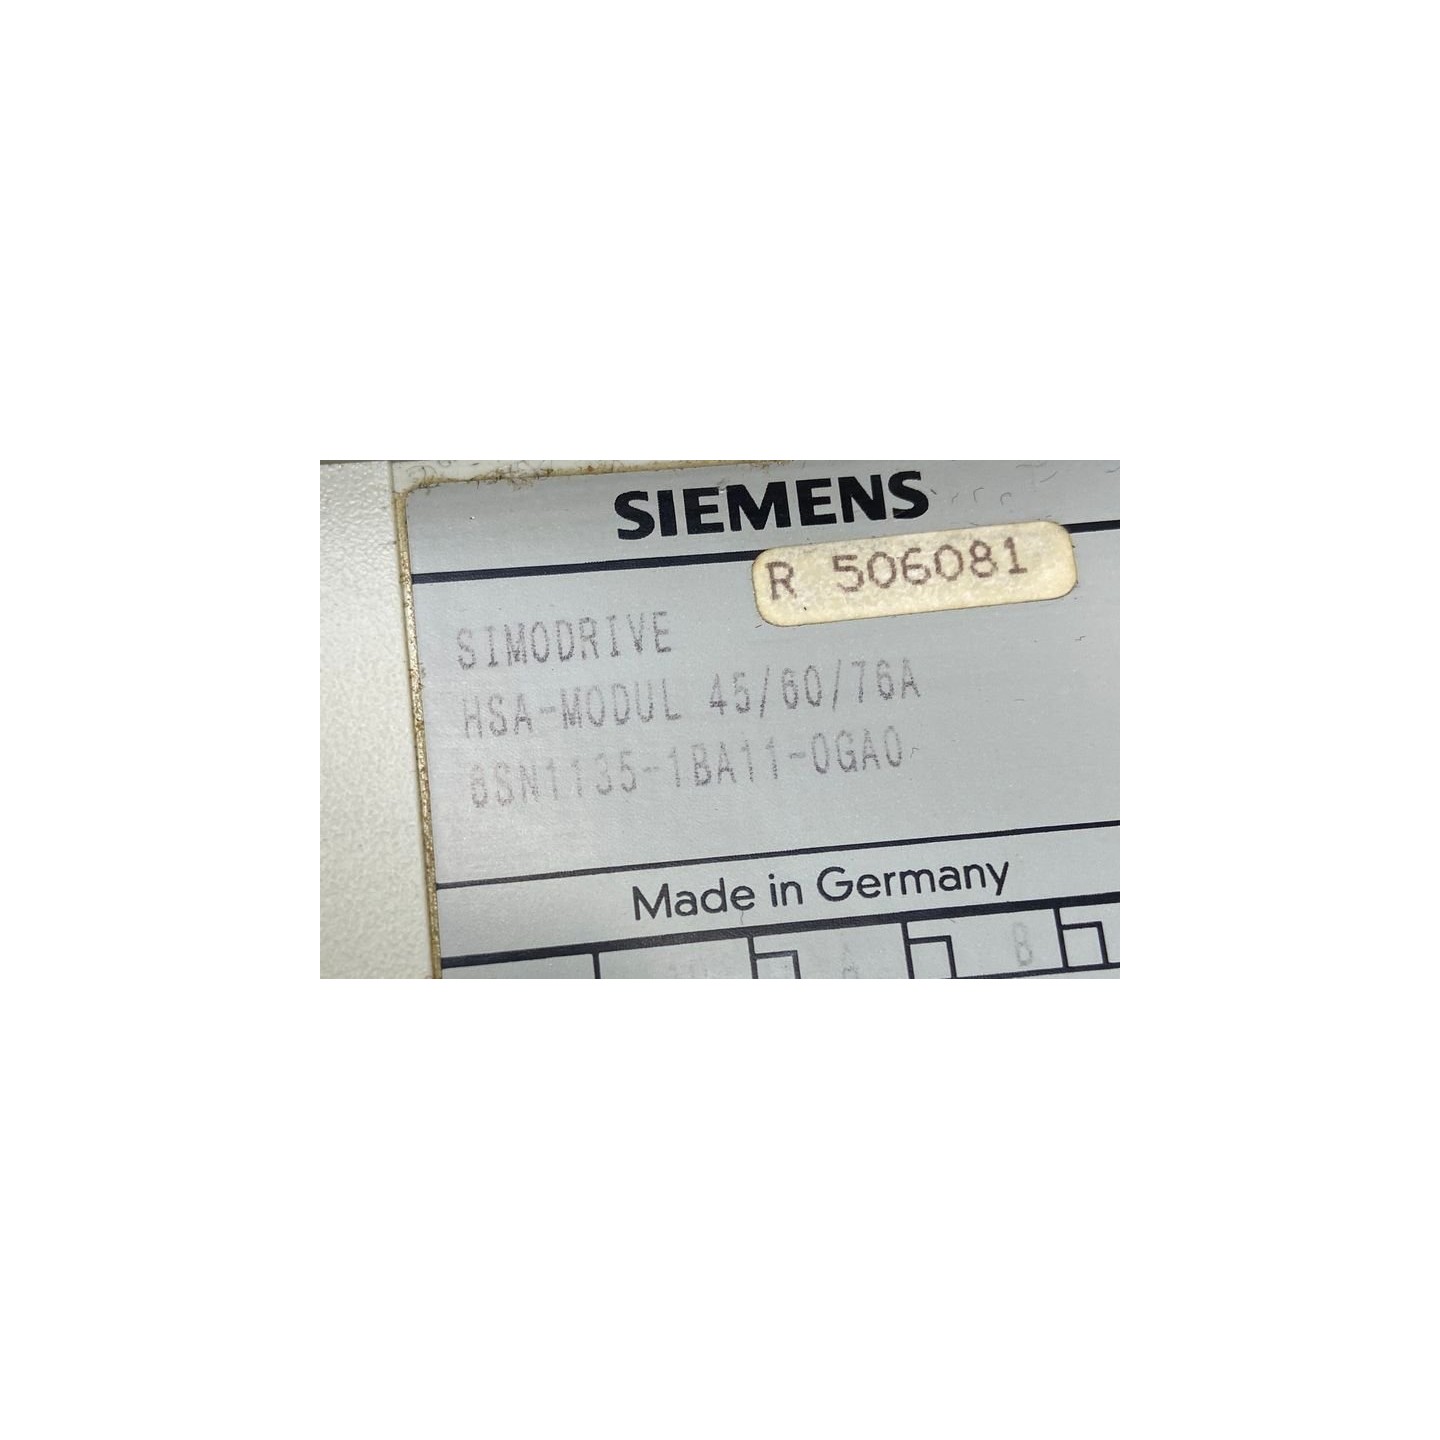 SIEMENS
R 506081
SIMODRIVE
HSA-MODUL 45/60/76A
6SN1135-1BA11-0GA0
Made in Germany
A B